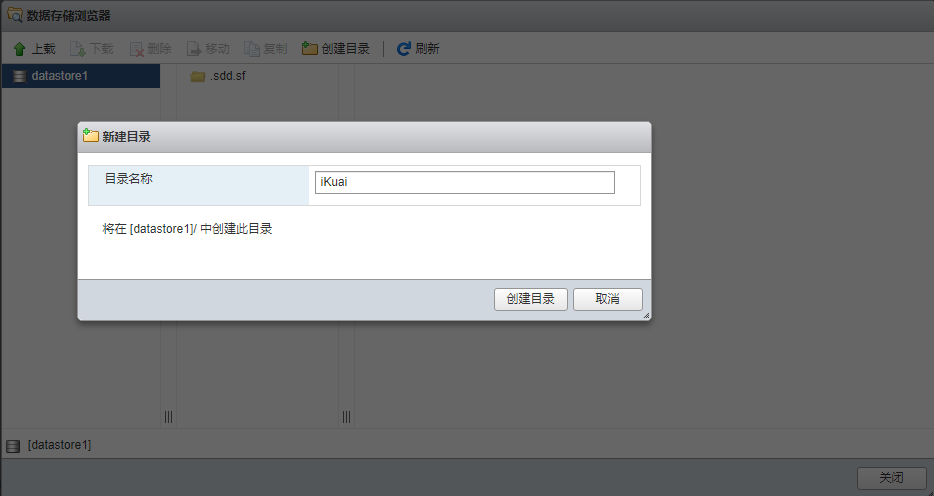 数据存储浏览器
上载 下载 删除 移动 复制 创建目录 刷新
datastore1 .sdd.sf
新建目录
目录名称 iKuai
将在 [datastore1]/ 中创建此目录
创建目录 取消
[datastore1]
关闭